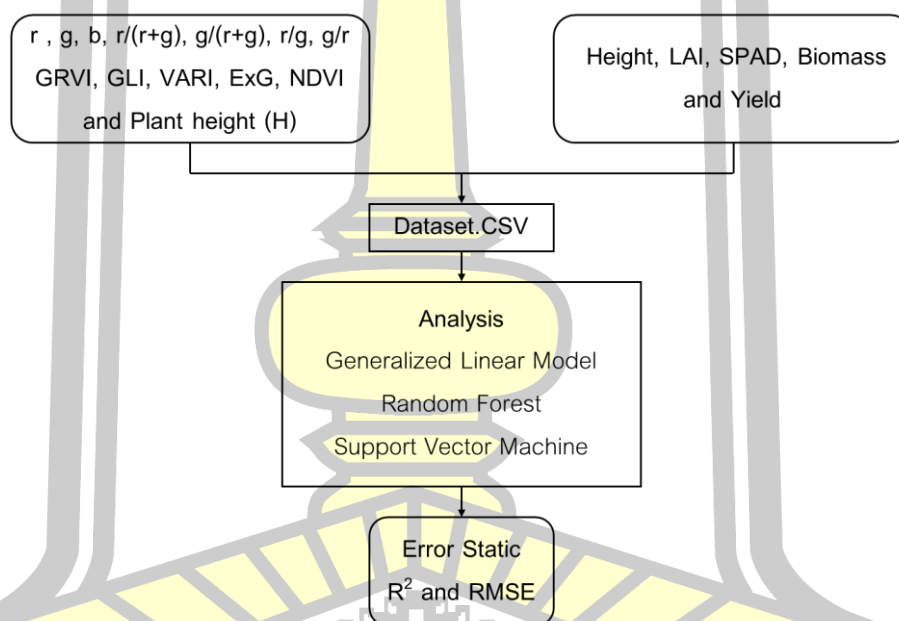 r , g, b, r/(r+g), g/(r+g), r/g, g/r
GRVI, GLI, VARI, ExG, NDVI
and Plant height (H)
Height, LAI, SPAD, Biomass
and Yield
Dataset.CSV
Analysis
Generalized Linear Model
Random Forest
Support Vector Machine
Error Static
R² and RMSE